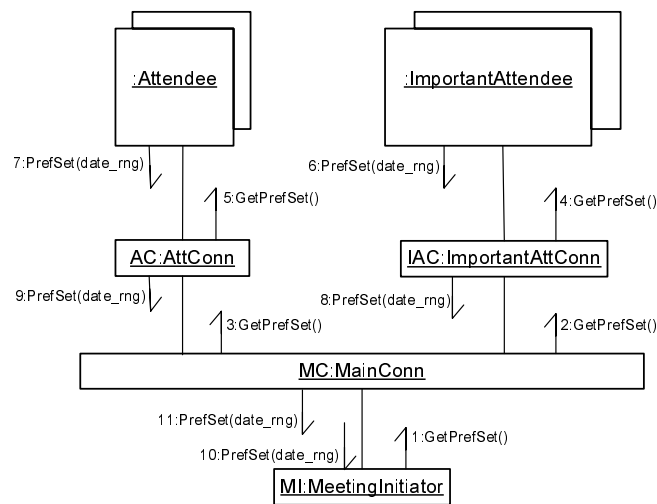 :Attendee
:ImportantAttendee
7:PrefSet(date_rng)
6:PrefSet(date_rng)
5:GetPrefSet()
4:GetPrefSet()
AC:AttConn
IAC:ImportantAttConn
9:PrefSet(date_rng)
8:PrefSet(date_rng)
3:GetPrefSet()
2:GetPrefSet()
MC:MainConn
11:PrefSet(date_rng)
1:GetPrefSet()
10:PrefSet(date_rng)
MI:MeetingInitiator